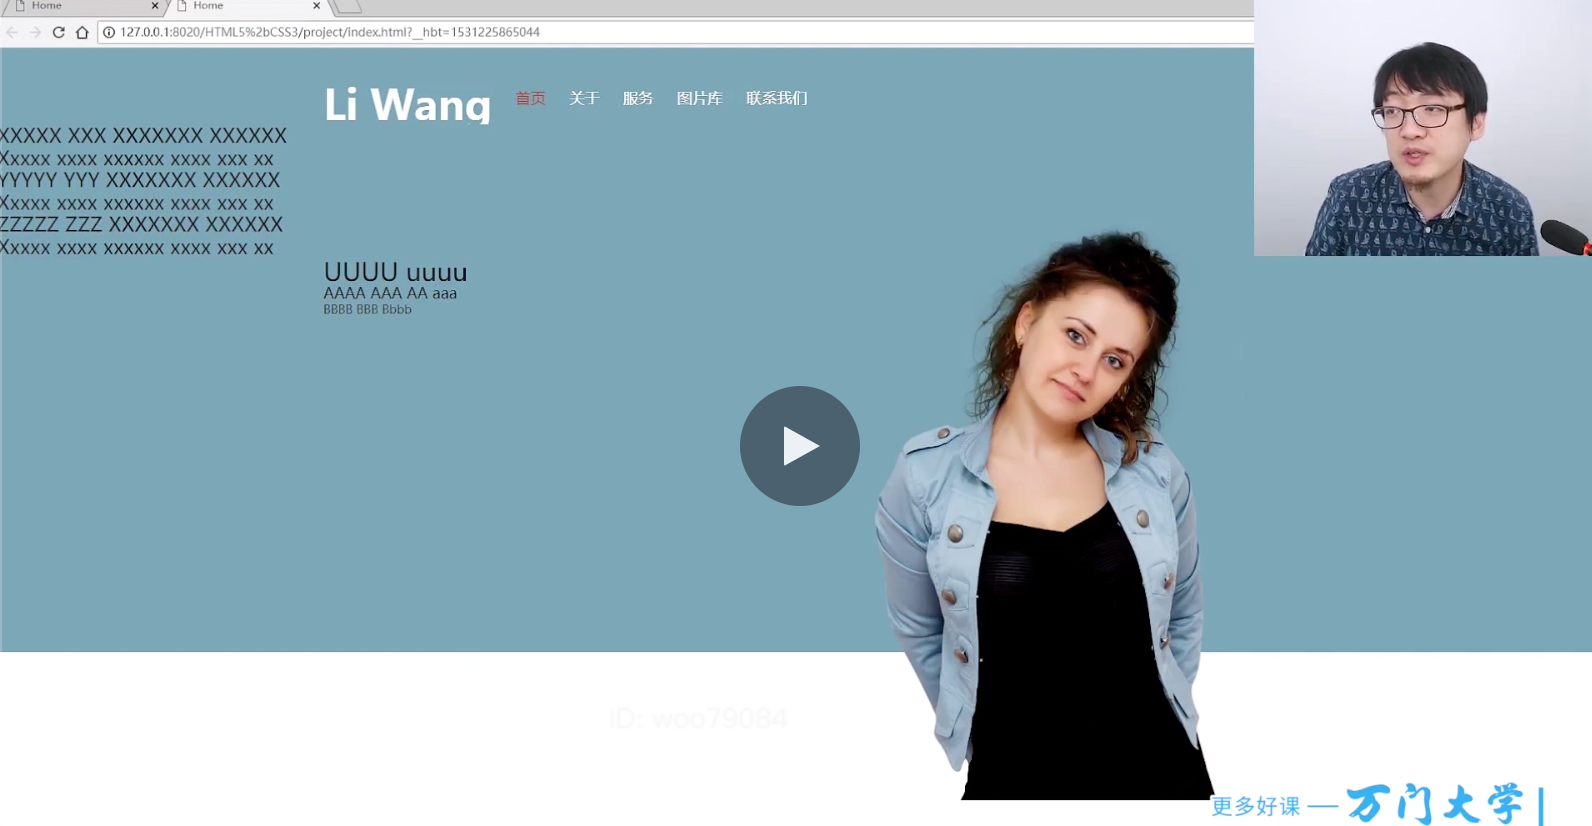 Home
Home
127.0.0.1:8020/HTML5%2bCSS3/project/index.html?__hbt=1531225865044
Li Wang
首页 关于 服务 图片库 联系我们
XXXXX XXX XXXXXXX XXXXXX
Xxxxx xxxx xxxxxx xxxx xxx xx
YYYYY YYY XXXXXXX XXXXXX
Xxxxx xxxx xxxxxx xxxx xxx xx
ZZZZZ ZZZ XXXXXXX XXXXXX
Xxxxx xxxx xxxxxx xxxx xxx xx
UUUU uuuu
AAAA AAA AA aaa
BBBB BBB Bbbb
ID: woo79084
更多好课 — 万门大学